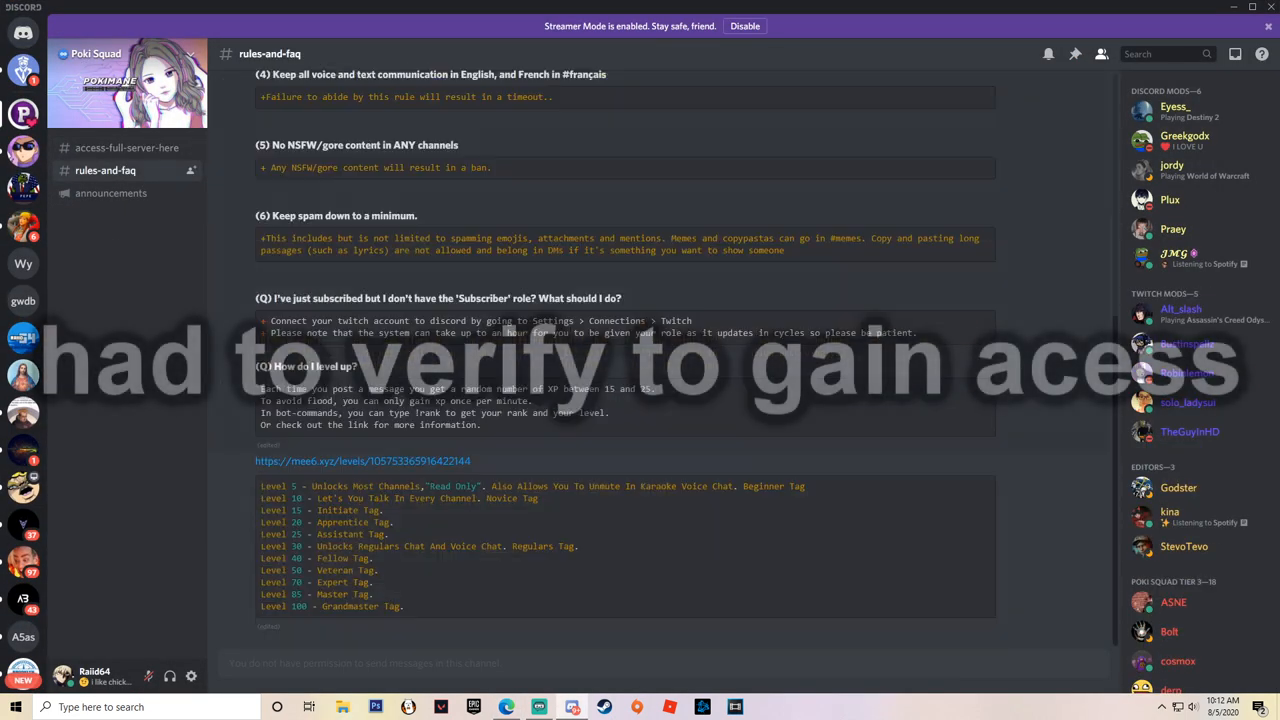 DISCORD
Streamer Mode is enabled. Stay safe, friend.
Disable
Poki Squad
POKIMANE
# access-full-server-here
# rules-and-faq
announcements
# rules-and-faq
Search
(4) Keep all voice and text communication in English, and French in #français
+Failure to abide by this rule will result in a timeout..
(5) No NSFW/gore content in ANY channels
+ Any NSFW/gore content will result in a ban.
(6) Keep spam down to a minimum.
+This includes but is not limited to spamming emojis, attachments and mentions. Memes and copypastas can go in #memes. Copy and pasting long
passages (such as lyrics) are not allowed and belong in DMs if it's something you want to show someone
(Q) I've just subscribed but I don't have the 'Subscriber' role? What should I do?
+ Connect your twitch account to discord by going to Settings > Connections > Twitch
+ Please note that the system can take up to an hour for you to be given your role as it updates in cycles so please be patient.
had to verify to gain acess
(Q) How do I level up?
Each time you post a message you get a random number of XP between 15 and 25.
To avoid flood, you can only gain xp once per minute.
In bot-commands, you can type !rank to get your rank and your level.
Or check out the link for more information.
(edited)
https://mee6.xyz/levels/105753365916422144
Level 5 - Unlocks Most Channels,"Read Only". Also Allows You To Unmute In Karaoke Voice Chat. Beginner Tag
Level 10 - Let's You Talk In Every Channel. Novice Tag
Level 15 - Initiate Tag.
Level 20 - Apprentice Tag.
Level 25 - Assistant Tag.
Level 30 - Unlocks Regulars Chat And Voice Chat. Regulars Tag.
Level 40 - Fellow Tag.
Level 50 - Veteran Tag.
Level 70 - Expert Tag.
Level 85 - Master Tag.
Level 100 - Grandmaster Tag.
(edited)
You do not have permission to send messages in this channel
DISCORD MODS—6
Eyess_
Playing Destiny 2
Greekgodx
I LOVE U
jordy
Playing World of Warcraft
Plux
Praey
JMG
Listening to Spotify
TWITCH MODS—5
Alt_slash
Playing Assassin's Creed Odys...
solo_ladysui
TheGuyInHD
EDITORS—3
Godster
kina
Listening to Spotify
StevoTevo
POKI SQUAD TIER 3—18
ASNE
Bolt
cosmox
derp
1
6
Wy
gwdb
1
37
97
A3
43
A5as
NEW
Raiid64
i like chick...
Type here to search
10:12 AM
8/5/2020